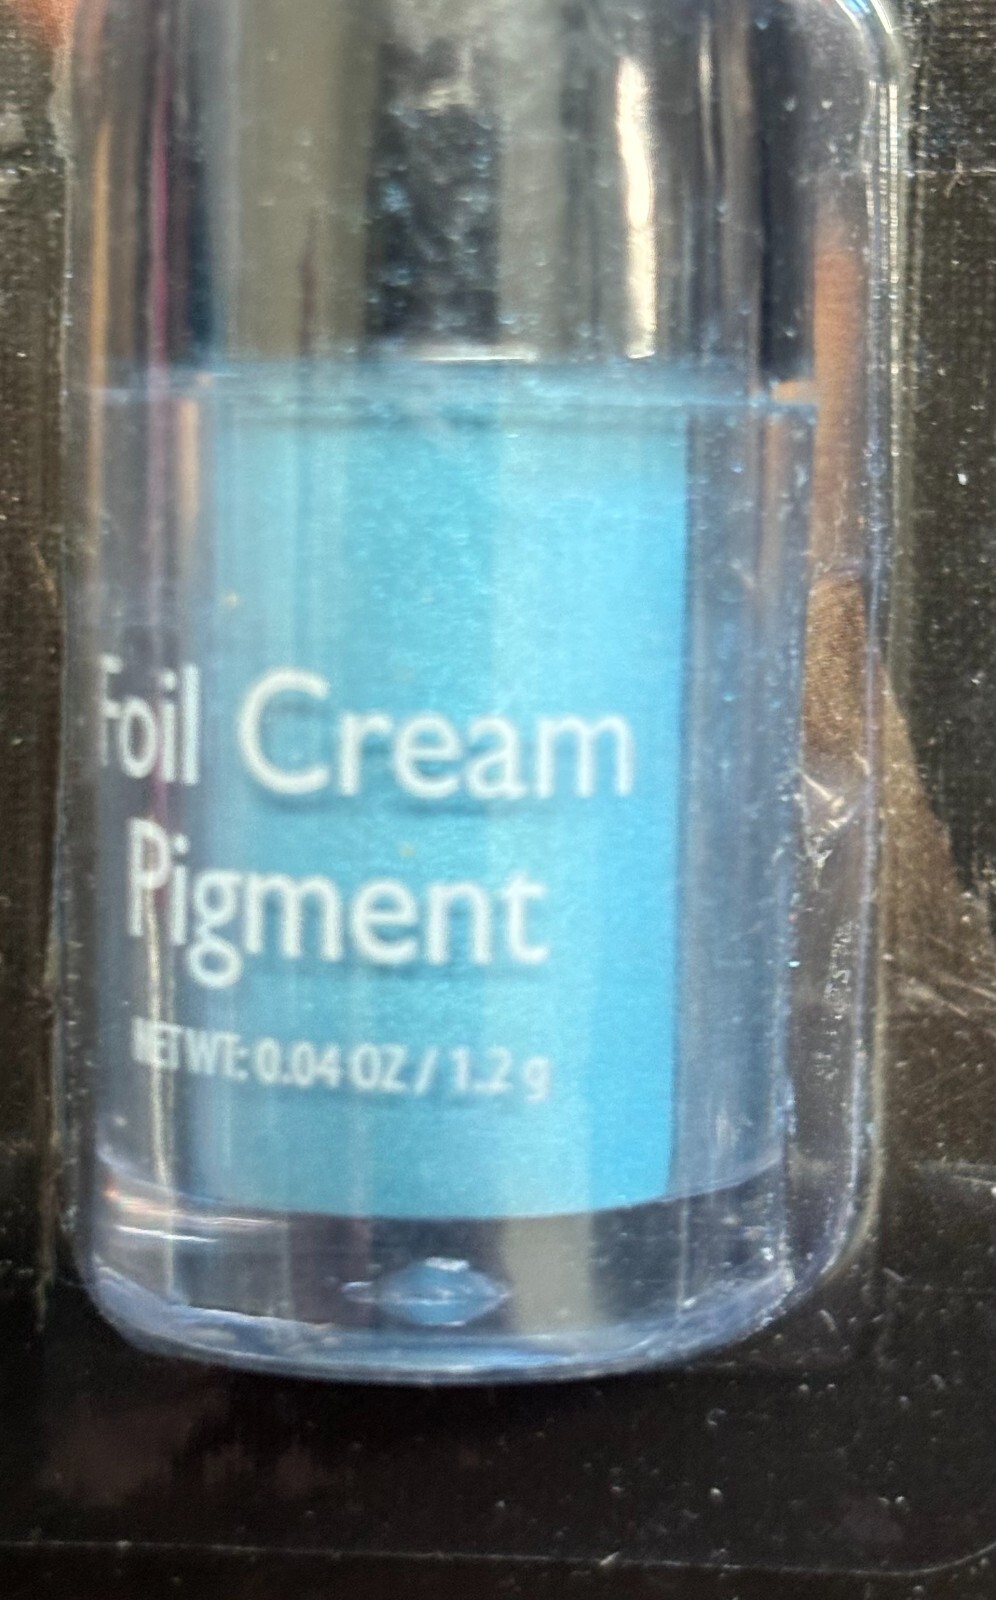 Foil Cream
Pigment
NET WT: 0.04 OZ / 1.2 g